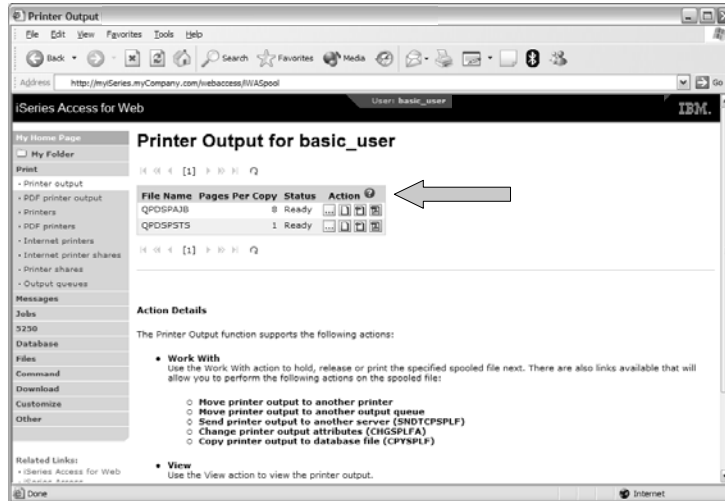 Printer Output
File Edit View Favorites Tools Help
Back Search Favorites Media
Address http://myiSeries.myCompany.com/webaccess/iWASpool Go
iSeries Access for Web
User: basic_user
IBM.
My Home Page
My Folder
Print
• Printer output
• PDF printer output
• Printers
• PDF printers
• Internet printers
• Internet printer shares
• Printer shares
• Output queues
Messages
Jobs
5250
Database
Files
Command
Download
Customize
Other
Related Links:
• iSeries Access for Web
• iSeries Access
Printer Output for basic_user
[1]
File Name Pages Per Copy Status Action ?
QPDSPAJB 8 Ready ...
QPDSPSTS 1 Ready ...
[1]
Action Details
The Printer Output function supports the following actions:
• Work With
Use the Work With action to hold, release or print the specified spooled file next. There are also links available that will
allow you to perform the following actions on the spooled file:
○ Move printer output to another printer
○ Move printer output to another output queue
○ Send printer output to another server (SNDTCPSPLF)
○ Change printer output attributes (CHGSPLFA)
○ Copy printer output to database file (CPYSPLF)
• View
Use the View action to view the printer output.
Done
Internet